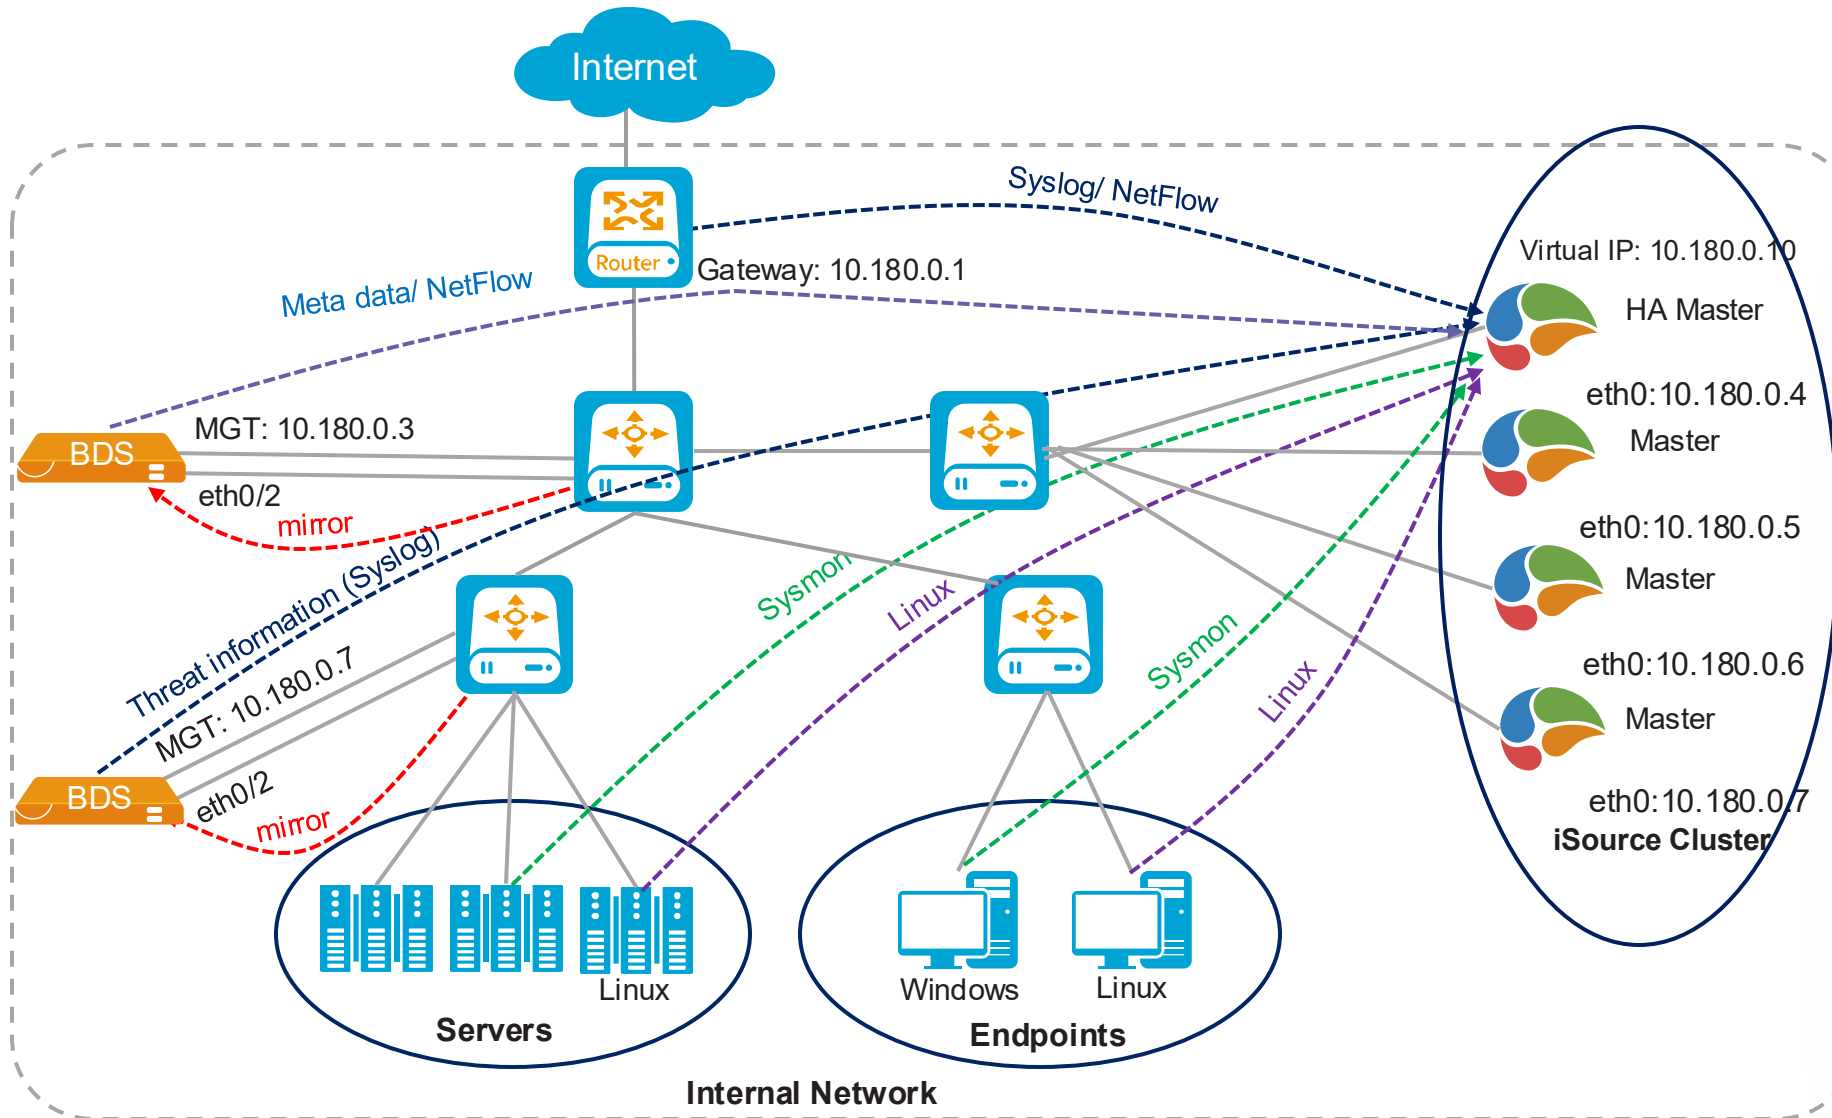 Internet
Syslog/ NetFlow
Router
Gateway: 10.180.0.1
Meta data/ NetFlow
Virtual IP: 10.180.0.10
HA Master
eth0:10.180.0.4
MGT: 10.180.0.3
BDS
eth0/2
mirror
Master
eth0:10.180.0.5
Threat information (Syslog)
Sysmon
Linux
Master
eth0:10.180.0.6
MGT: 10.180.0.7
Sysmon
Linux
Master
BDS
eth0/2
mirror
eth0:10.180.0.7
iSource Cluster
Linux
Servers
Windows
Linux
Endpoints
Internal Network